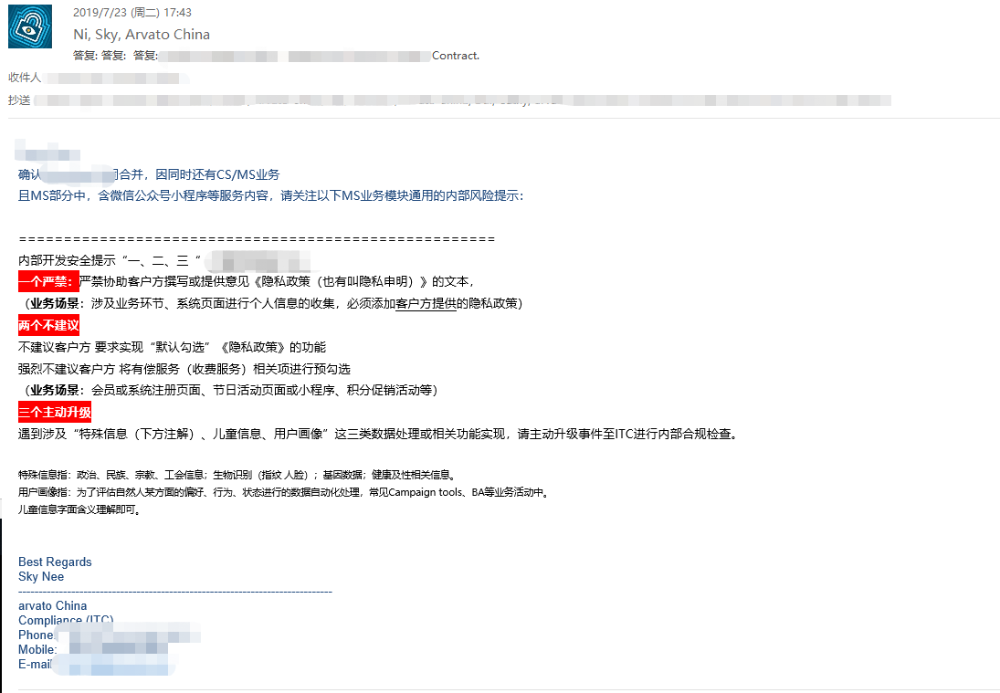 2019/7/23 (周二) 17:43
Ni, Sky, Arvato China
答复: 答复: 答复: Contract.
收件人
抄送
确认 合并，因同时还有CS/MS业务
且MS部分中，含微信公众号小程序等服务内容，请关注以下MS业务模块通用的内部风险提示：
=====================================================
内部开发安全提示“一、二、三“
一个严禁：严禁协助客户方撰写或提供意见《隐私政策（也有叫隐私申明）》的文本，
（业务场景：涉及业务环节、系统页面进行个人信息的收集，必须添加客户方提供的隐私政策）
两个不建议
不建议客户方 要求实现“默认勾选”《隐私政策》的功能
强烈不建议客户方 将有偿服务（收费服务）相关项进行预勾选
（业务场景：会员或系统注册页面、节日活动页面或小程序、积分促销活动等）
三个主动升级
遇到涉及“特殊信息（下方注解）、儿童信息、用户画像”这三类数据处理或相关功能实现，请主动升级事件至ITC进行内部合规检查。
特殊信息指：政治、民族、宗教、工会信息；生物识别（指纹 人脸）；基因数据；健康及性相关信息。
用户画像指：为了评估自然人某方面的偏好、行为、状态进行的数据自动化处理，常见Campaign tools、BA等业务活动中。
儿童信息字面含义理解即可。
Best Regards
Sky Nee
--------------------------------------------------------------------------------
arvato China
Compliance (ITC)
Phone:
Mobile:
E-mail